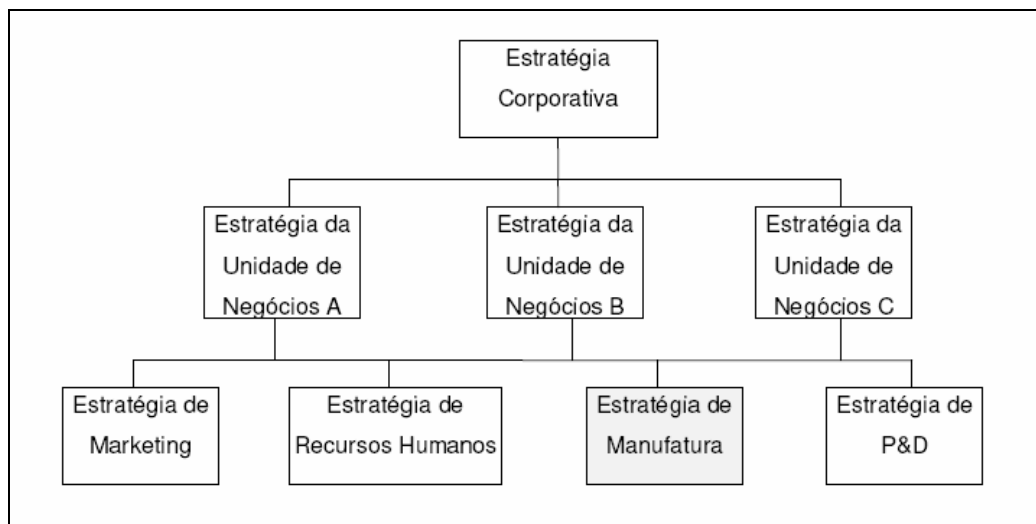 Estratégia
Corporativa
Estratégia da
Unidade de
Negócios A
Estratégia da
Unidade de
Negócios B
Estratégia da
Unidade de
Negócios C
Estratégia de
Marketing
Estratégia de
Recursos Humanos
Estratégia de
Manufatura
Estratégia de
P&D